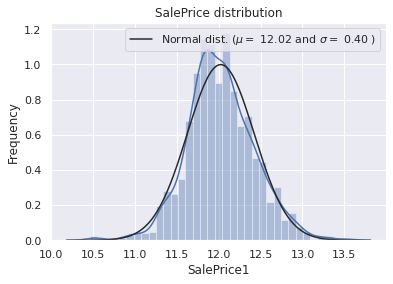 SalePrice distribution
Normal dist. (μ = 12.02 and σ = 0.40 )
Frequency
1.2
1.0
0.8
0.6
0.4
0.2
0.0
10.0 10.5 11.0 11.5 12.0 12.5 13.0 13.5
SalePrice1